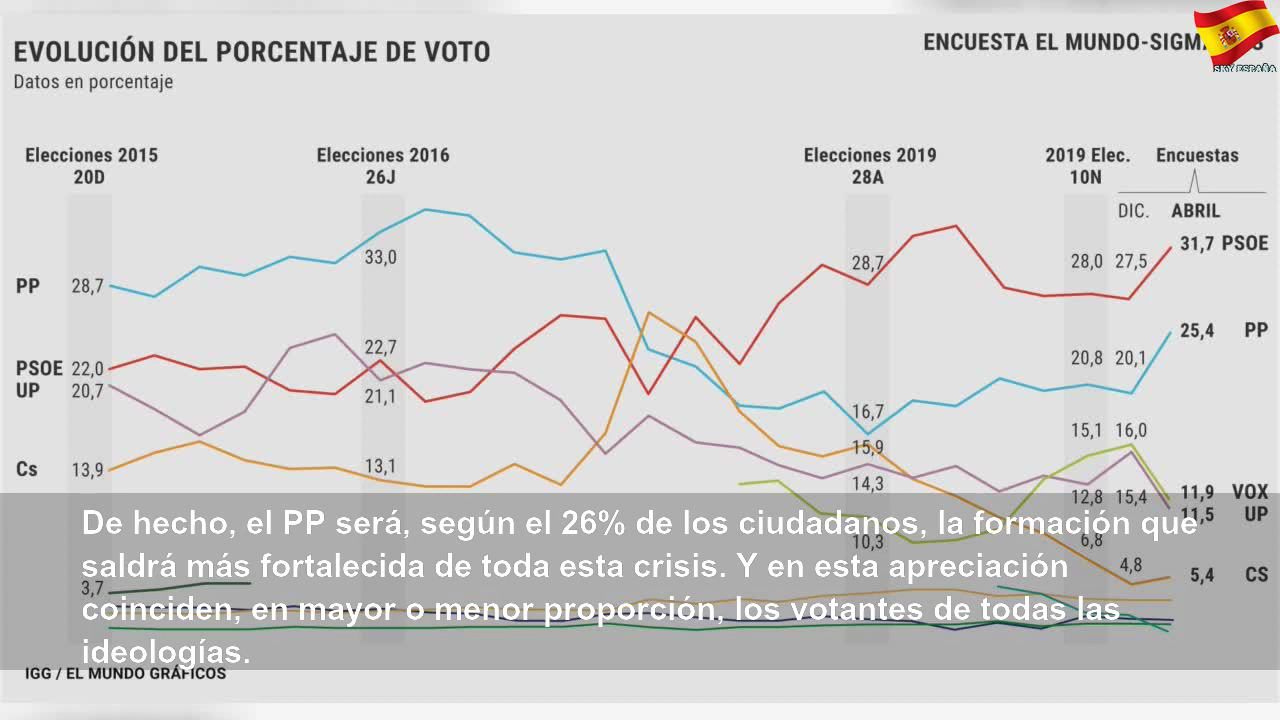 EVOLUCIÓN DEL PORCENTAJE DE VOTO
ENCUESTA EL MUNDO-SIGM
SKY ESPAÑA
Datos en porcentaje
Elecciones 2015
20D
Elecciones 2016
26J
Elecciones 2019
28A
2019 Elec.
10N
Encuestas
DIC. ABRIL
31,7 PSOE
28,0 27,5
28,7
33,0
PP 28,7
25,4 PP
20,8 20,1
22,7
PSOE 22,0
UP 20,7
21,1
16,7
15,1 16,0
15,9
Cs 13,9
13,1
14,3
12,8 15,4
11,9 VOX
11,5 UP
10,3
6,8
4,8
5,4 CS
3,7
De hecho, el PP será, según el 26% de los ciudadanos, la formación que
saldrá más fortalecida de toda esta crisis. Y en esta apreciación
coinciden, en mayor o menor proporción, los votantes de todas las
ideologías.
IGG / EL MUNDO GRÁFICOS